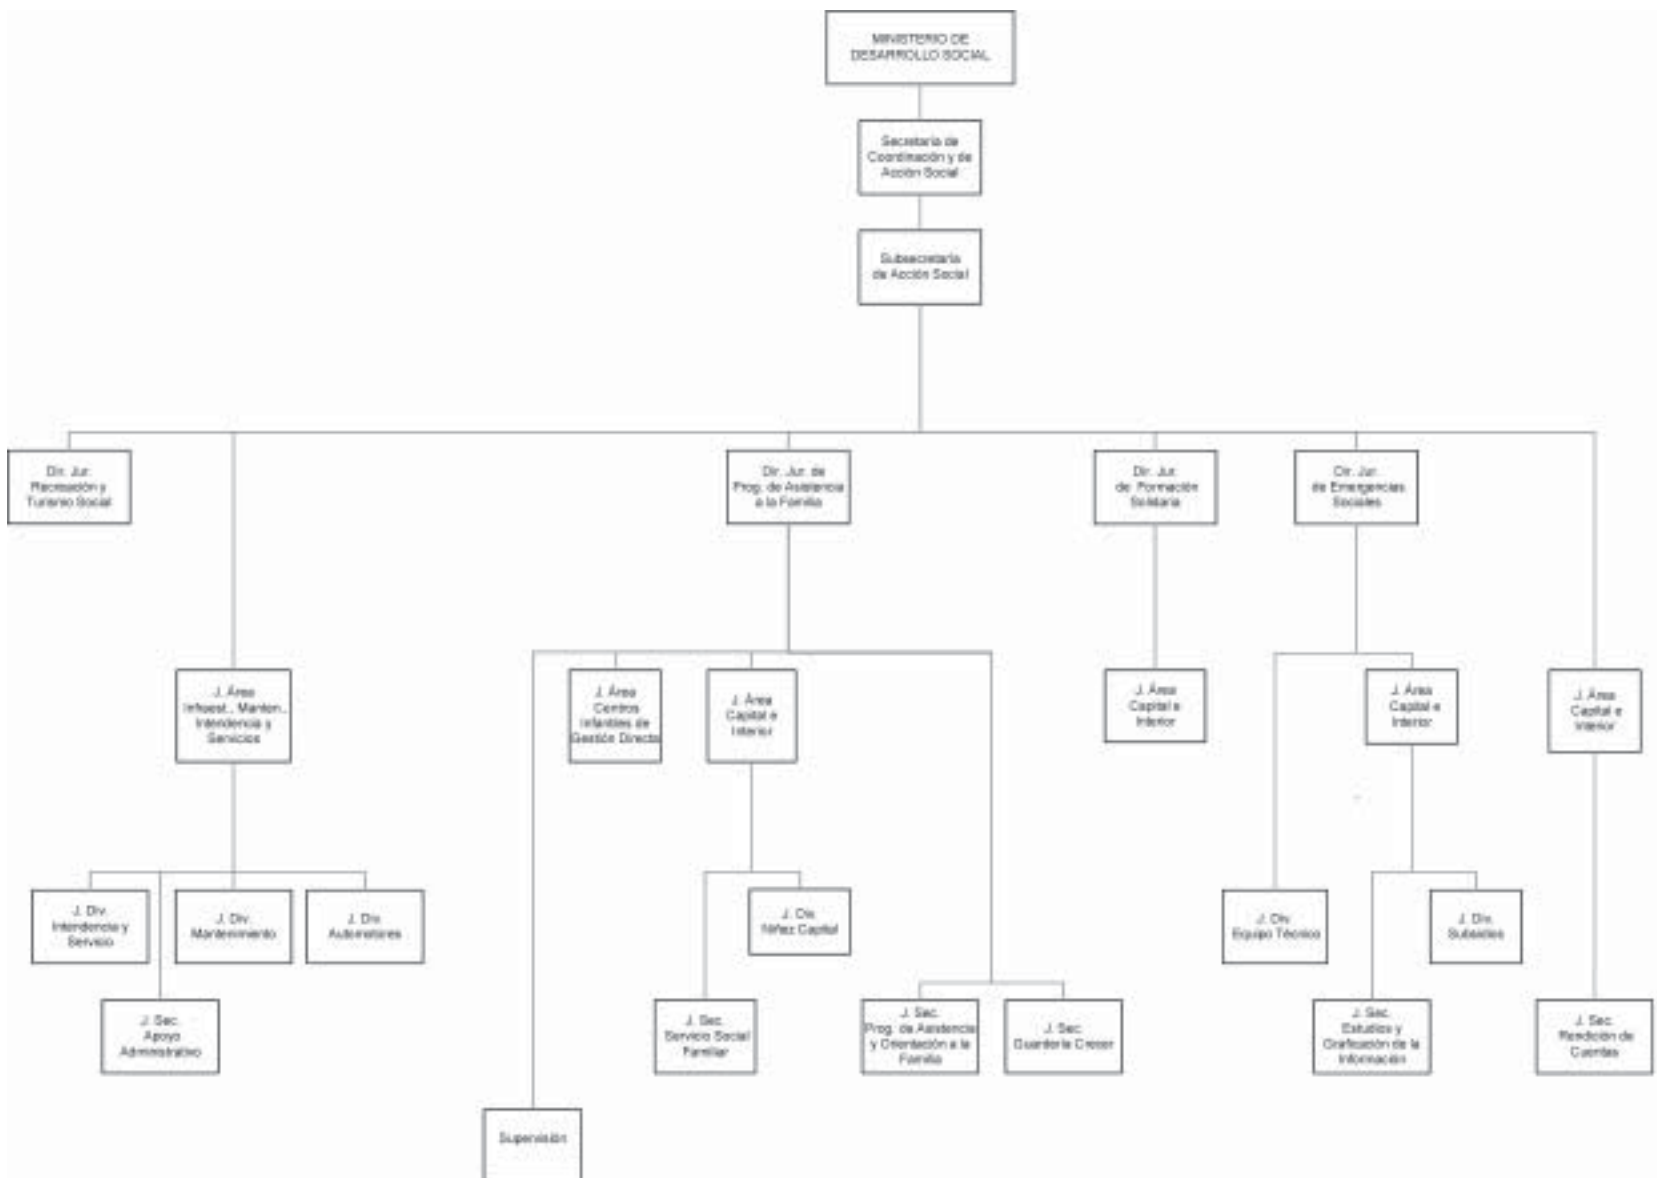 MINISTERIO DE
DESARROLLO SOCIAL
Secretaría de
Coordinación y de
Acción Social
Subsecretaría
de Acción Social
Dir. Jur.
Recreación y
Turismo Social
Dir. Jur. de
Prog. de Asistencia
a la Familia
Dir. Jur.
de Formación
Solidaria
Dir. Jur.
de Emergencias
Sociales
J. Área
Infraest., Manten.,
Intendencia y
Servicios
J. Área
Centros
Infantiles de
Gestión Directa
J. Área
Capital e
Interior
J. Área
Capital e
Interior
J. Área
Capital e
Interior
J. Área
Capital e
Interior
J. Div.
Intendencia y
Servicio
J. Div.
Mantenimiento
J. Div.
Automotores
J. Div.
Niñez Capital
J. Div.
Equipo Técnico
J. Div.
Subsidios
J. Sec.
Apoyo
Administrativo
J. Sec.
Servicio Social
Familiar
J. Sec.
Prog. de Asistencia
y Orientación a la
Familia
J. Sec.
Guardería Crecer
J. Sec.
Estudios y
Graficación de la
Información
J. Sec.
Rendición de
Cuentas
Supervisión